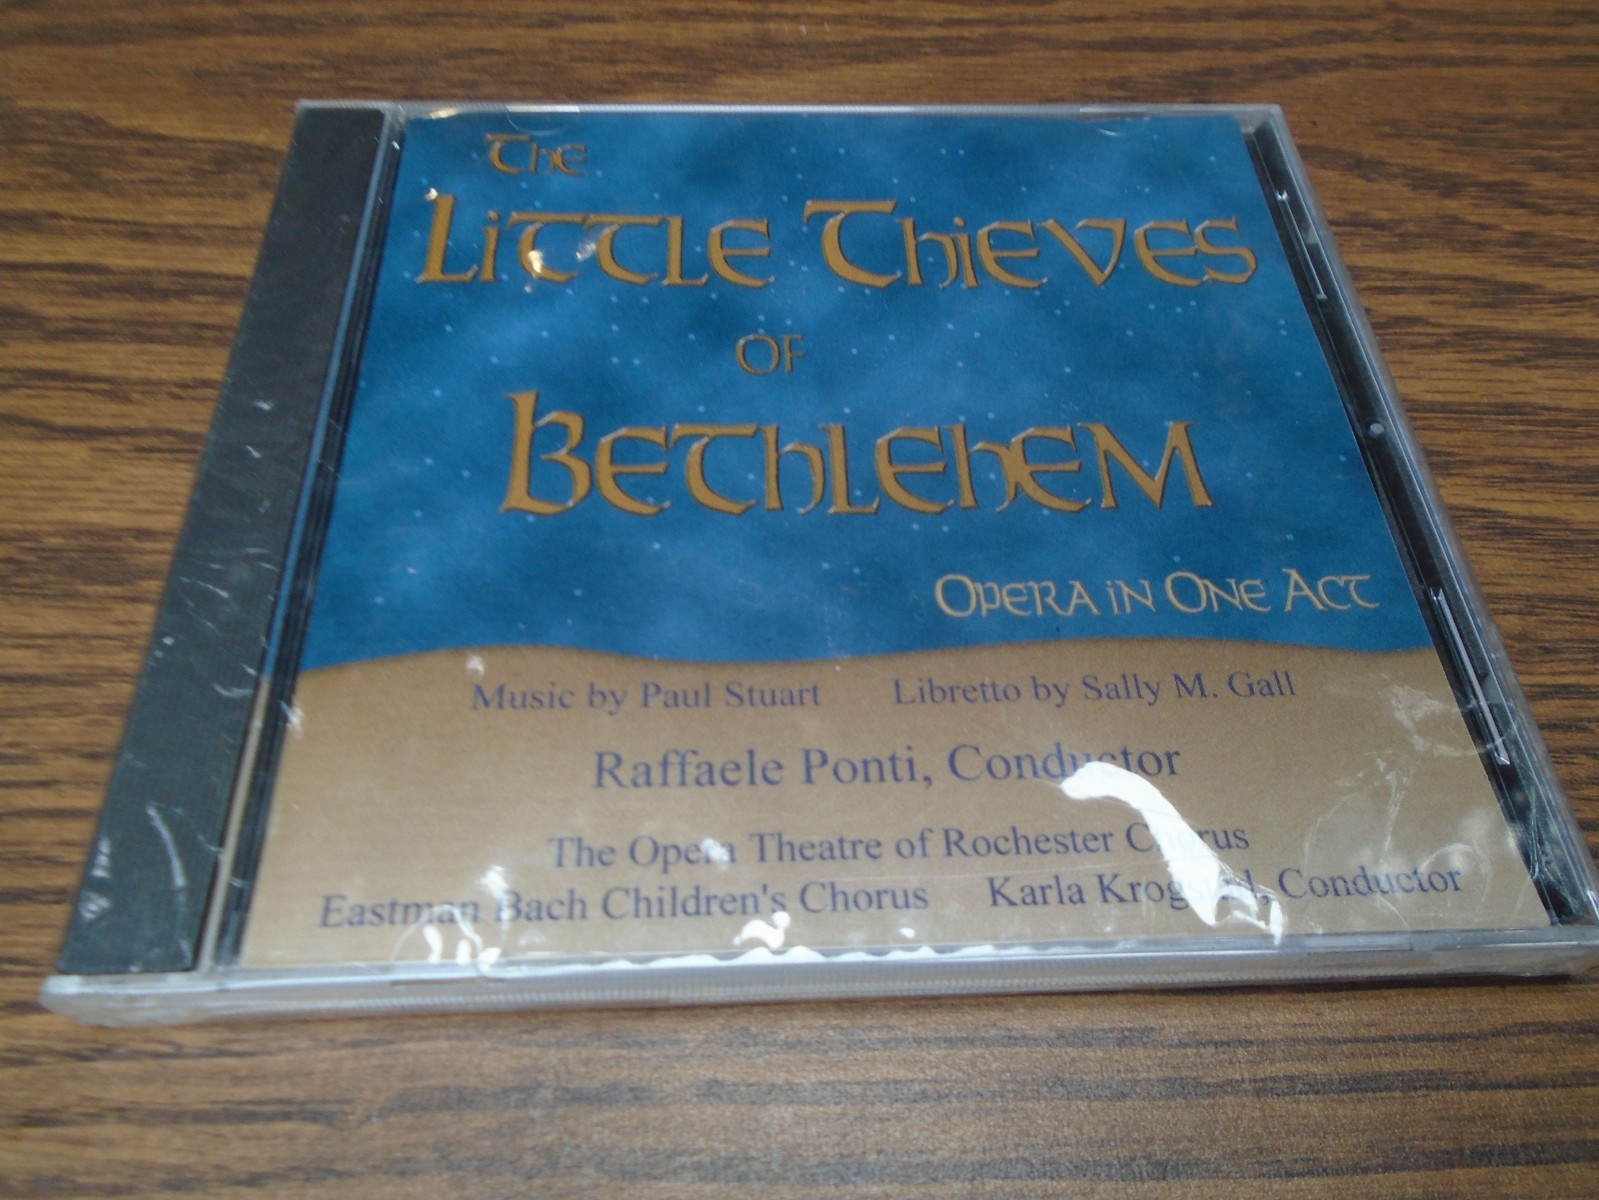 The
Little Thieves
of
Bethlehem
Opera in One Act
Music by Paul Stuart Libretto by Sally M. Gall
Raffaele Ponti, Conductor
The Opera Theatre of Rochester Chorus
Eastman Bach Children's Chorus Karla Krogstad, Conductor